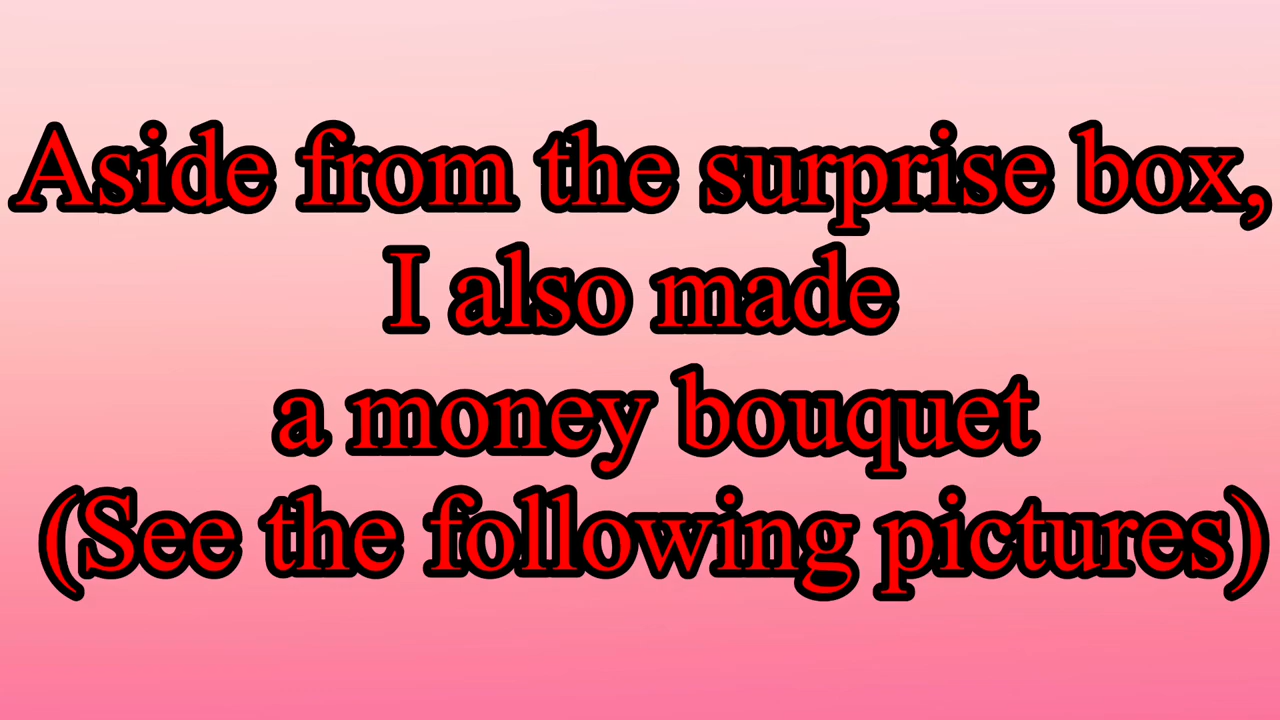 Aside from the surprise box,
I also made
a money bouquet
(See the following pictures)